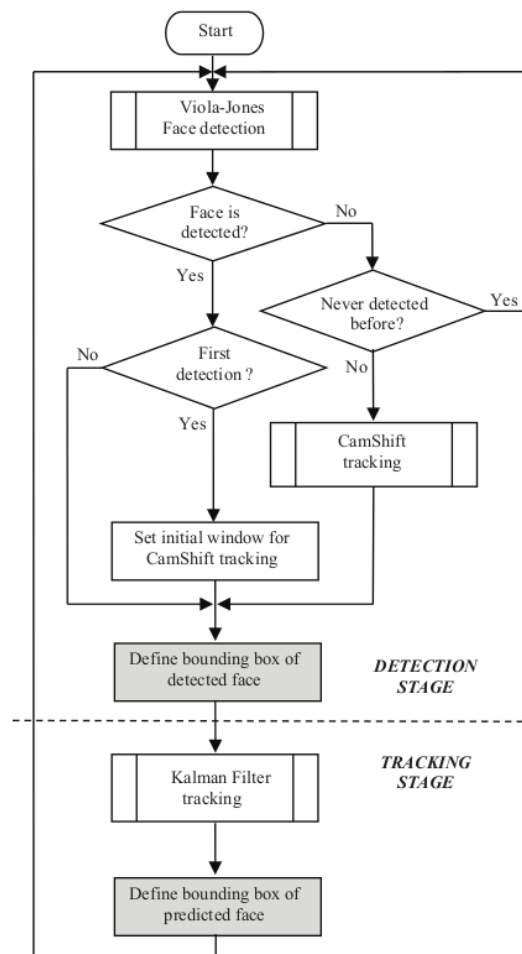 Start
Viola-Jones
Face detection
Face is
detected?
No
Yes
Never detected
before?
Yes
No
First
detection ?
No
Yes
CamShift
tracking
Set initial window for
CamShift tracking
Define bounding box of
detected face
DETECTION
STAGE
TRACKING
STAGE
Kalman Filter
tracking
Define bounding box of
predicted face